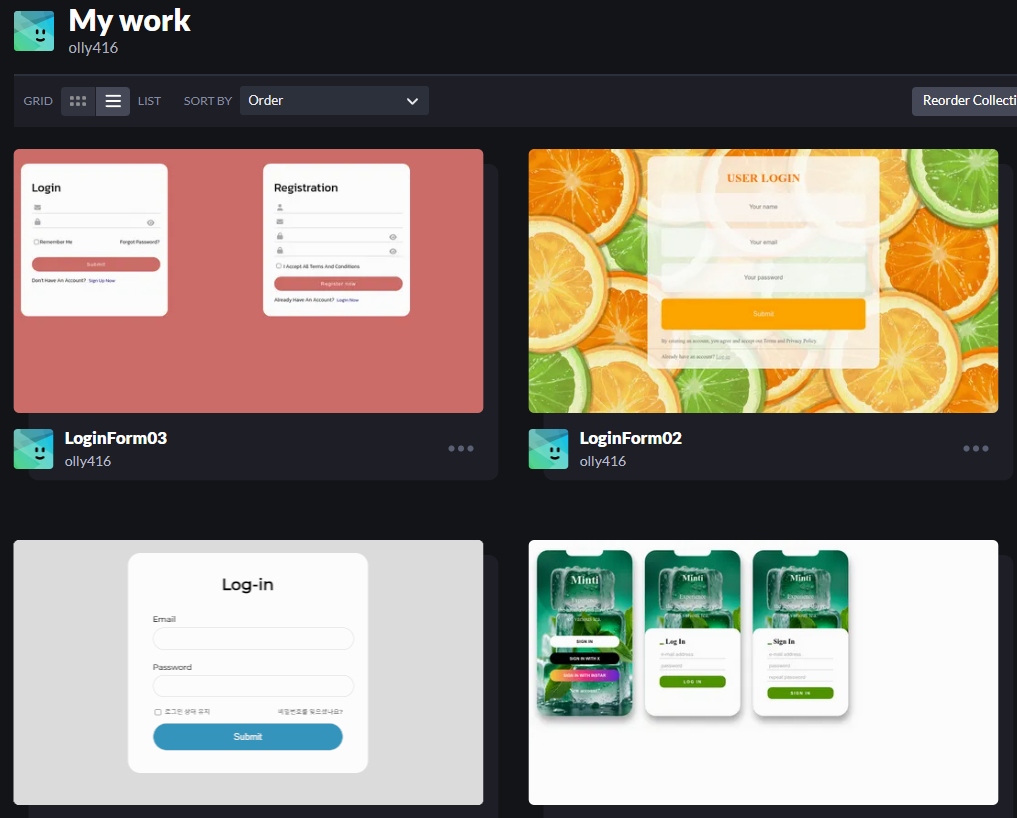 My work
olly416
GRID
LIST
SORT BY
Order
Reorder Collecti
Login
Remember Me
Forgot Password?
Submit
Don't Have An Account? Sign Up Now
Registration
I Accept All Terms And Conditions
Register now
Already Have An Account? Login Now
USER LOGIN
Your name
Your email
Your password
Submit
By creating an account, you agree and accept our Terms and Privacy Policy.
Already have an account? Log in
LoginForm03
olly416
LoginForm02
olly416
Log-in
Email
Password
로그인 상태 유지
비밀번호를 잊으셨나요?
Submit
Minti
Experience
SIGN IN
SIGN IN WITH X
"new account"
Minti
Experience
Log In
e-mail address
password
LOG IN
Minti
Experience
Sign In
e-mail address
password
repeat password
SIGN IN